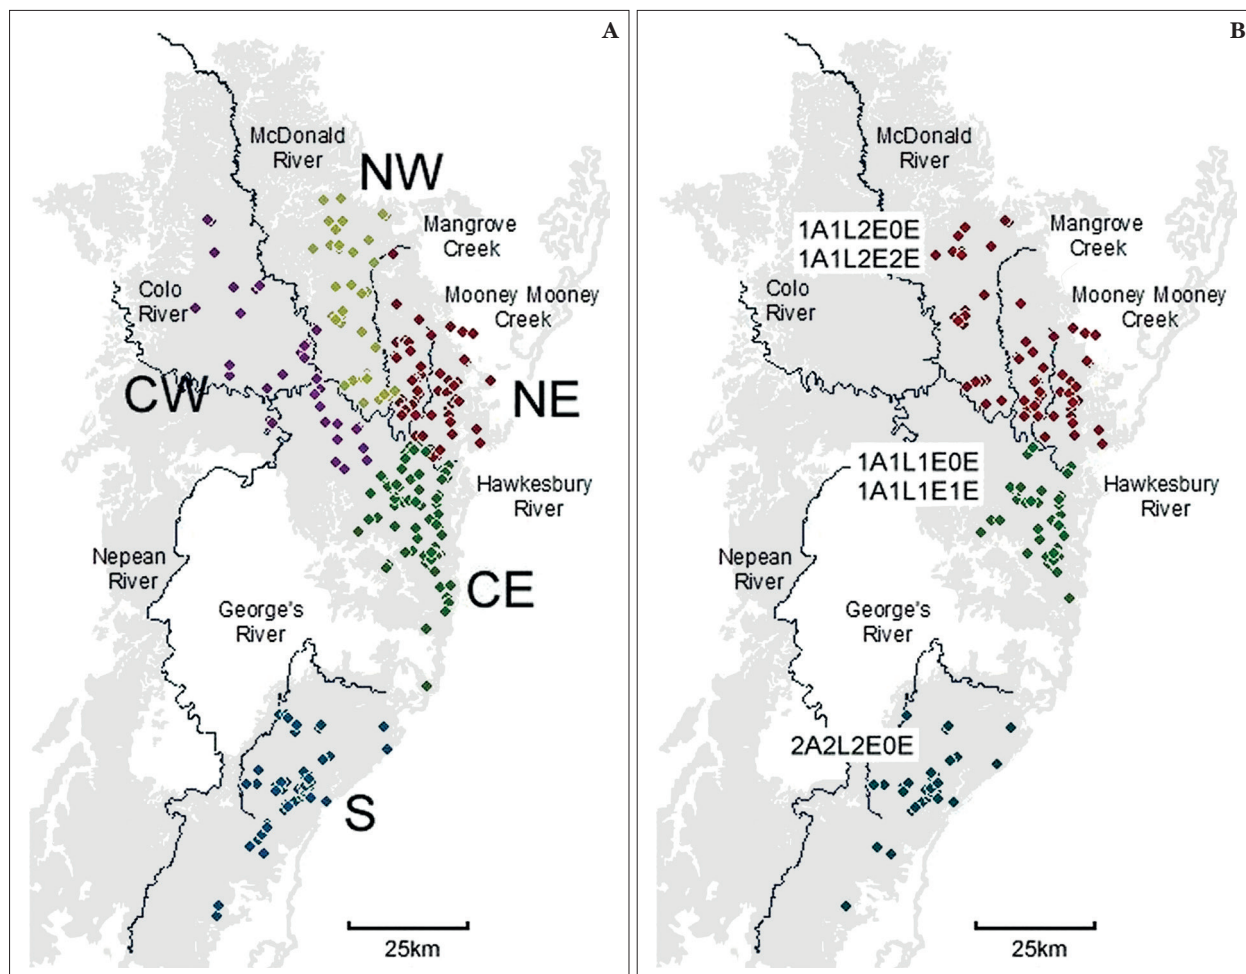 A
McDonald
River
NW
Mangrove
Creek
Colo
River
Mooney Mooney
Creek
CW
NE
Hawkesbury
River
Nepean
River
CE
George's
River
S
25km
B
McDonald
River
1A1L2E0E
1A1L2E2E
Mangrove
Creek
Colo
River
Mooney Mooney
Creek
1A1L1E0E
1A1L1E1E
Hawkesbury
River
Nepean
River
George's
River
2A2L2E0E
25km